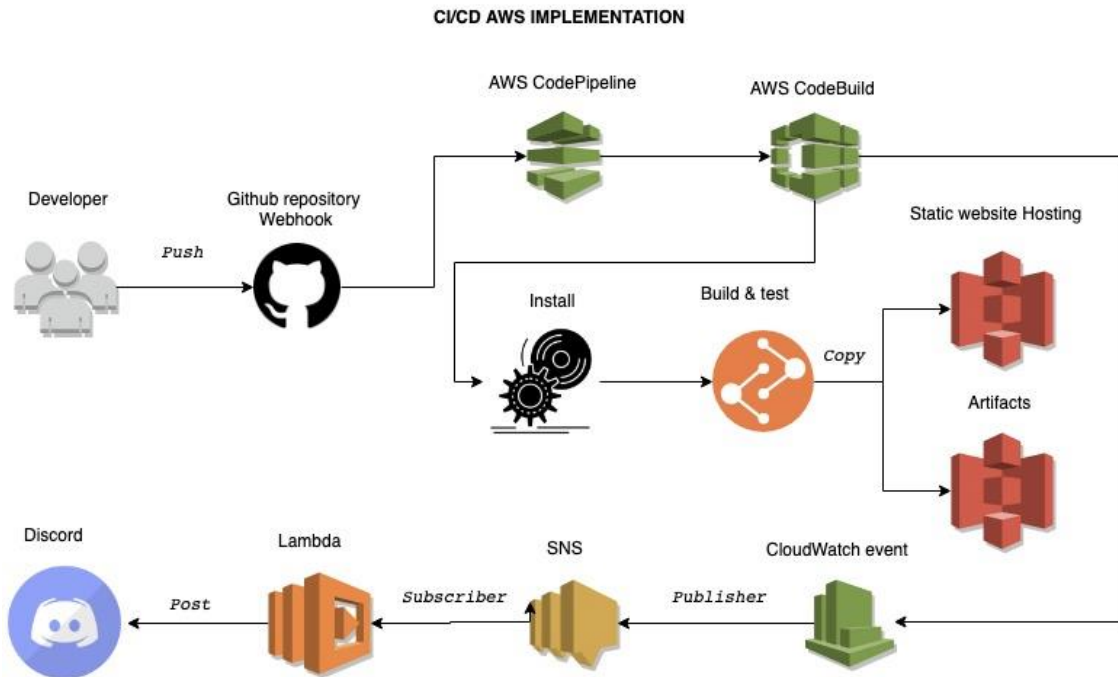 CI/CD AWS IMPLEMENTATION
AWS CodePipeline
AWS CodeBuild
Developer
Github repository
Webhook
Static website Hosting
Push
Install
Build & test
Copy
Artifacts
Discord
Lambda
SNS
CloudWatch event
Post
Subscriber
Publisher